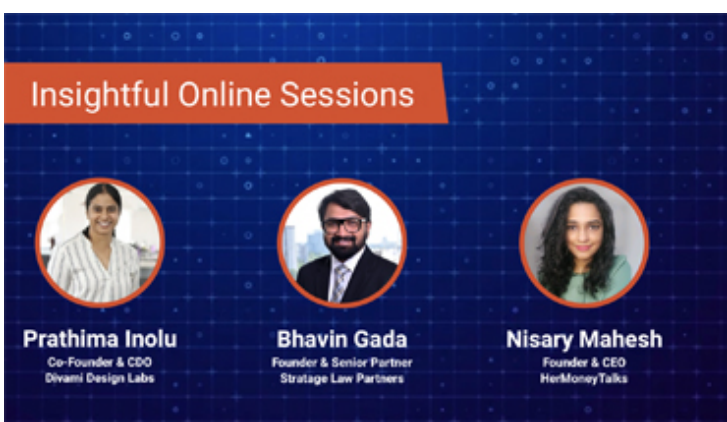 Insightful Online Sessions
Prathima Inolu
Co-Founder & CDO
Divami Design Labs
Bhavin Gada
Founder & Senior Partner
Stratage Law Partners
Nisary Mahesh
Founder & CEO
HerMoneyTalks